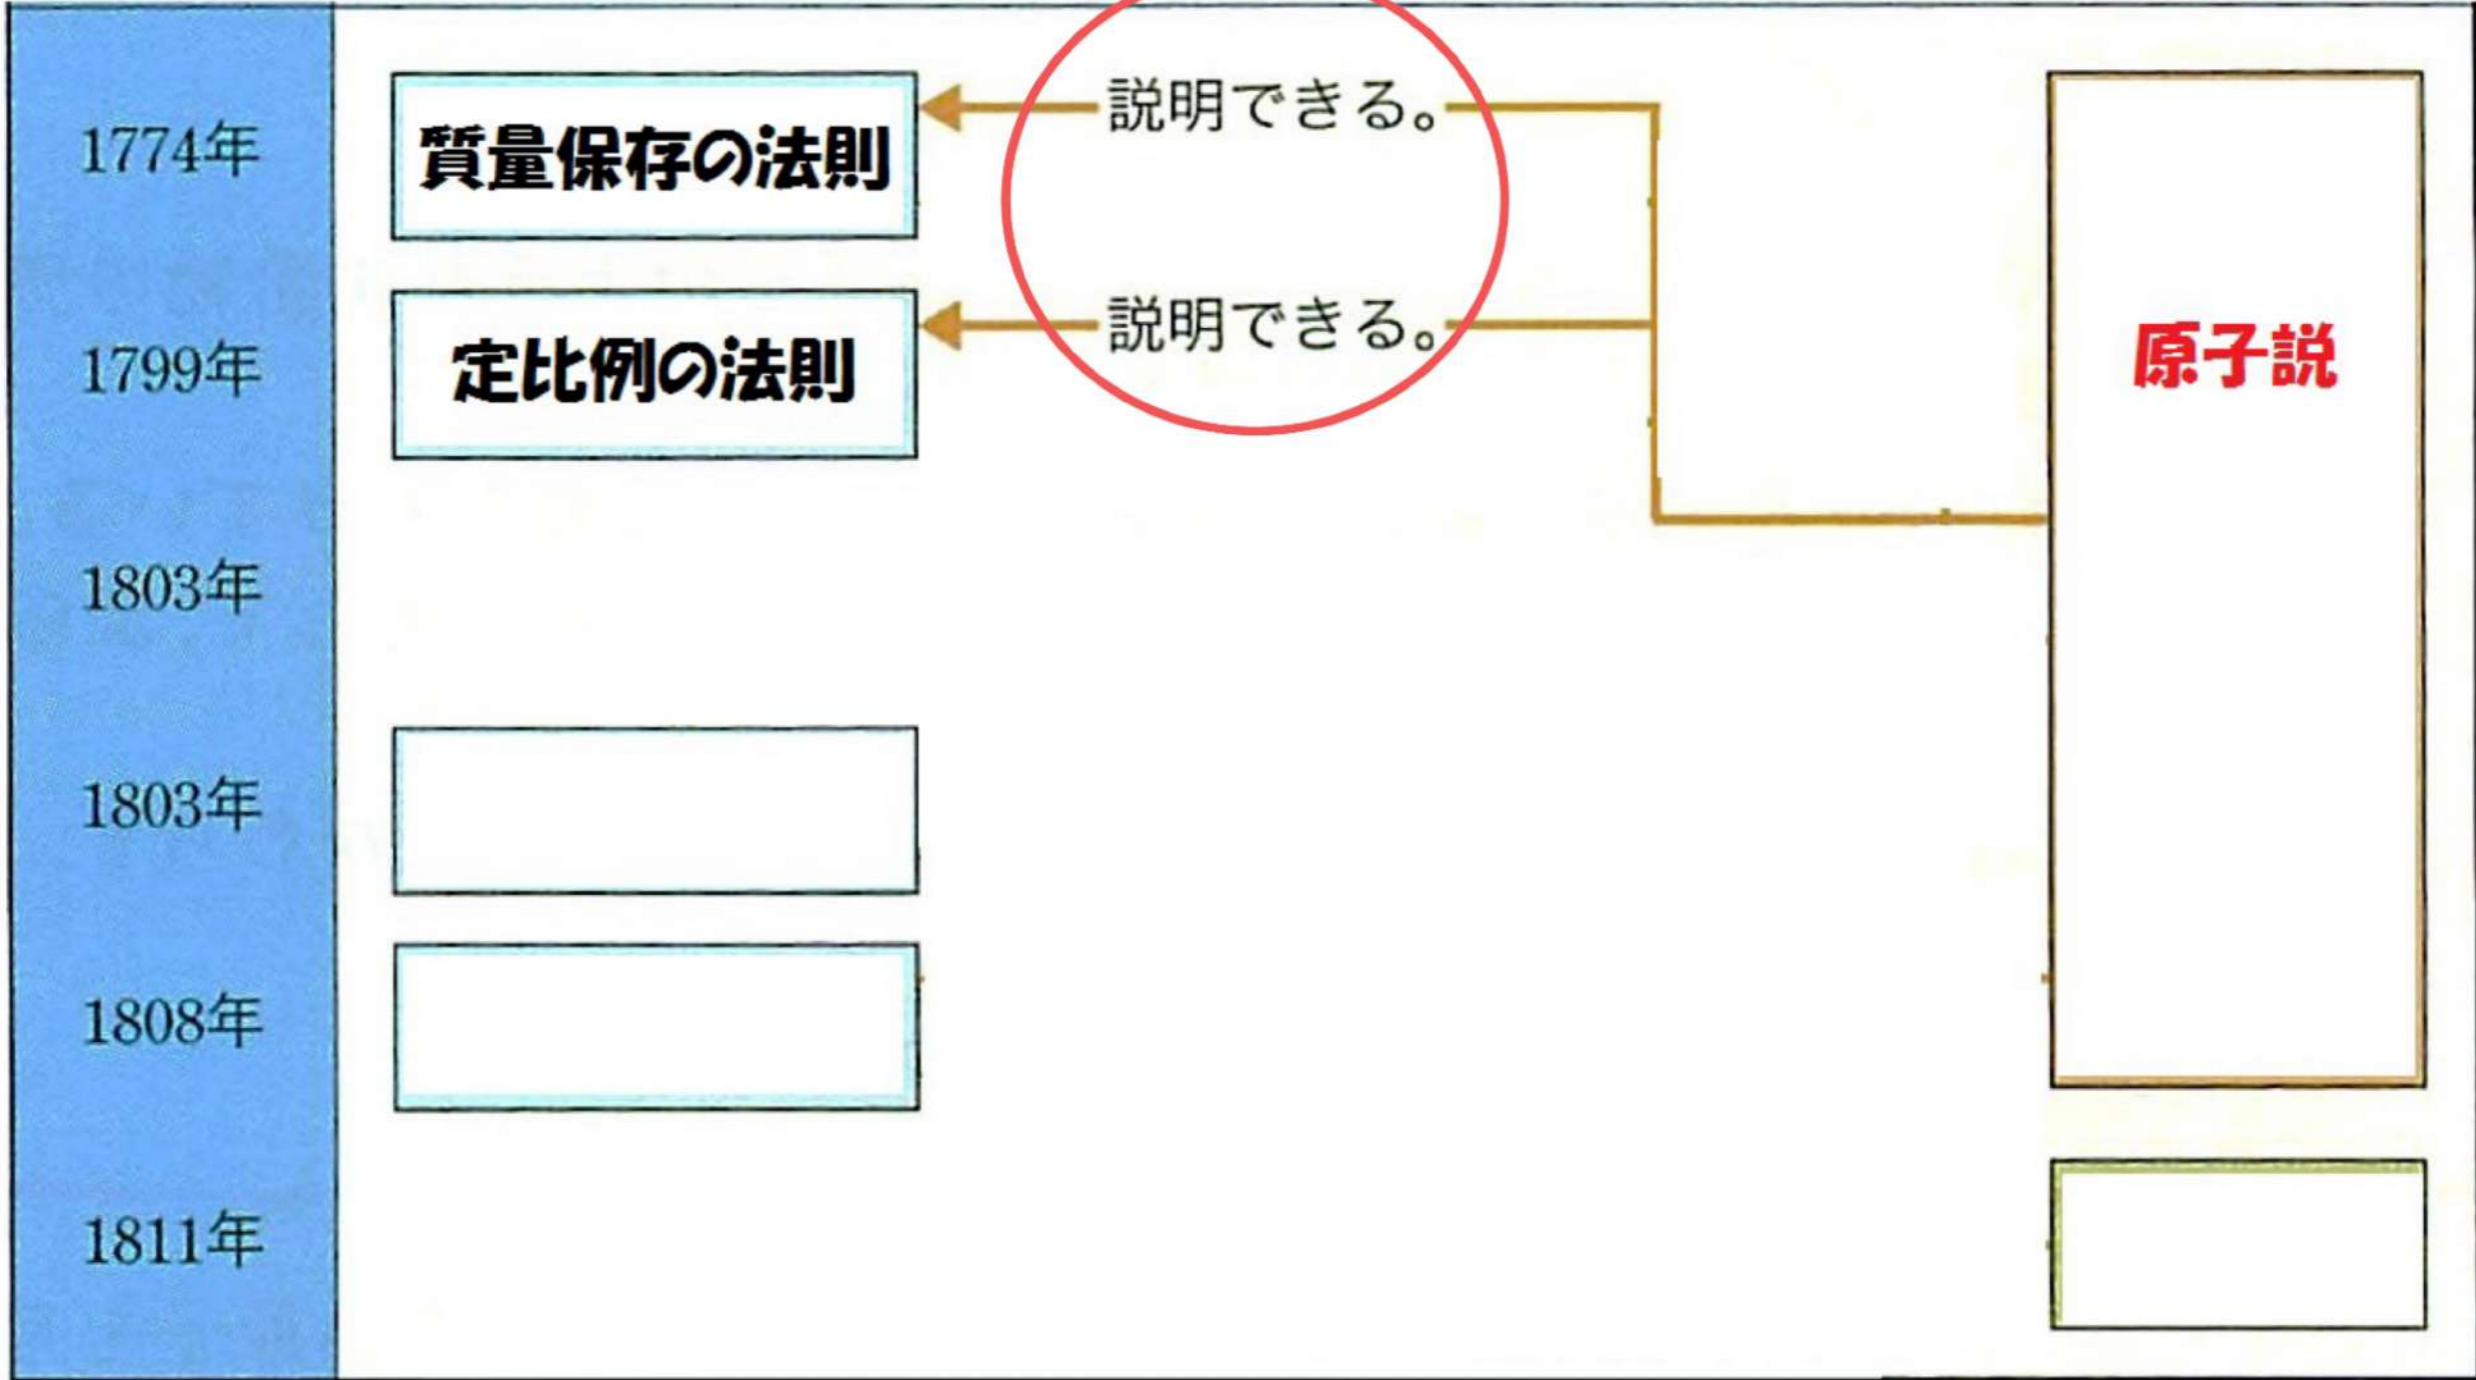 1774年
質量保存の法則
説明できる。
1799年
定比例の法則
説明できる。
原子説
1803年
1803年
1808年
1811年